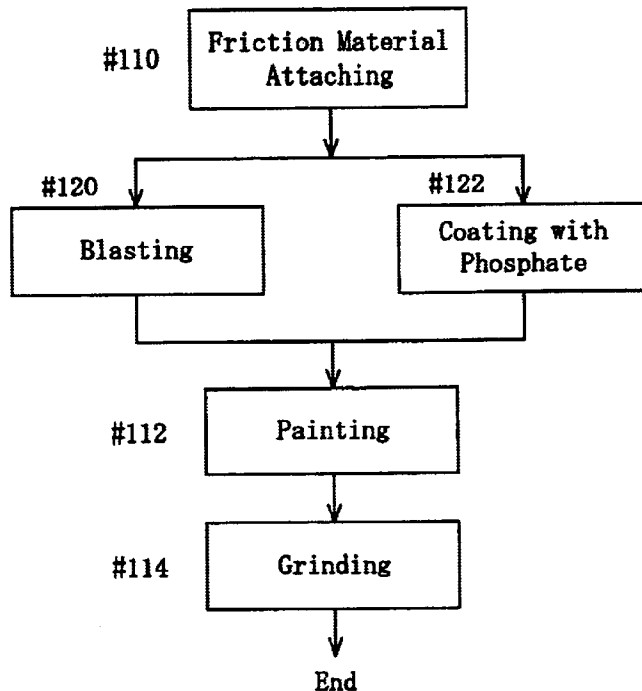 #110
Friction Material
Attaching
#120
Blasting
#122
Coating with
Phosphate
#112
Painting
#114
Grinding
End